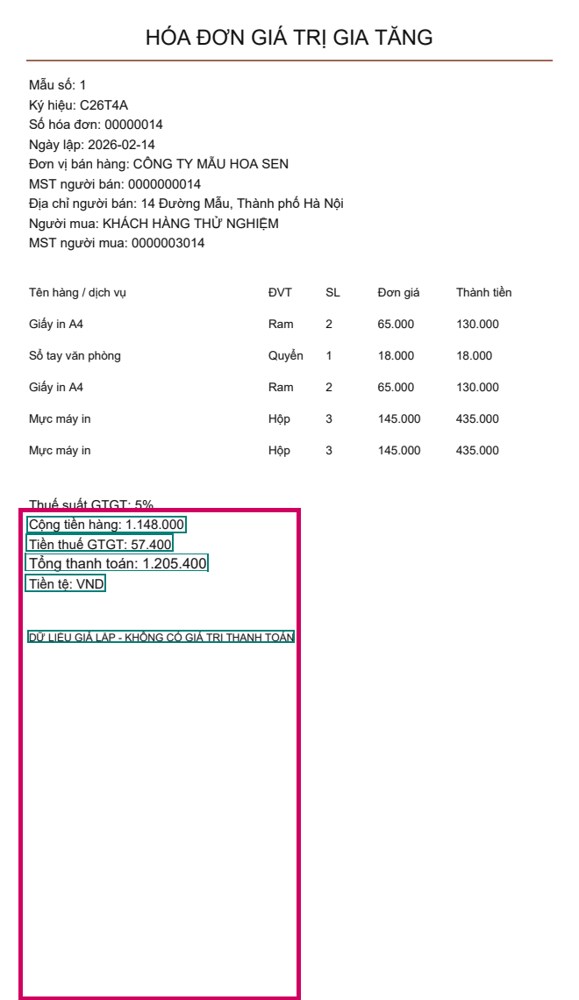 HÓA ĐƠN GIÁ TRỊ GIA TĂNG
Mẫu số: 1
Ký hiệu: C26T4A
Số hóa đơn: 00000014
Ngày lập: 2026-02-14
Đơn vị bán hàng: CÔNG TY MẪU HOA SEN
MST người bán: 0000000014
Địa chỉ người bán: 14 Đường Mẫu, Thành phố Hà Nội
Người mua: KHÁCH HÀNG THỬ NGHIỆM
MST người mua: 0000003014
Tên hàng / dịch vụ ĐVT SL Đơn giá Thành tiền
Giấy in A4 Ram 2 65.000 130.000
Sổ tay văn phòng Quyển 1 18.000 18.000
Giấy in A4 Ram 2 65.000 130.000
Mực máy in Hộp 3 145.000 435.000
Mực máy in Hộp 3 145.000 435.000
Thuế suất GTGT: 5%
Cộng tiền hàng: 1.148.000
Tiền thuế GTGT: 57.400
Tổng thanh toán: 1.205.400
Tiền tệ: VND
DỮ LIỆU GIẢ LẬP - KHÔNG CÓ GIÁ TRỊ THANH TOÁN